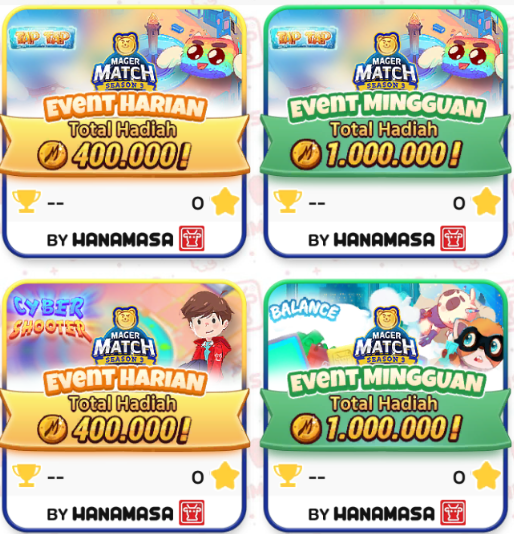 TAP TAP
MAGER
MATCH
SEASON 3
EVENT HARIAN
Total Hadiah
400.000!
--
0
BY HANAMASA
TAP TAP
MAGER
MATCH
SEASON 3
EVENT MINGGUAN
Total Hadiah
1.000.000!
--
0
BY HANAMASA
CYBER
SHOOTER
MAGER
MATCH
SEASON 3
EVENT HARIAN
Total Hadiah
400.000!
--
0
BY HANAMASA
BALANCE
MAGER
MATCH
SEASON 3
EVENT MINGGUAN
Total Hadiah
1.000.000!
--
0
BY HANAMASA